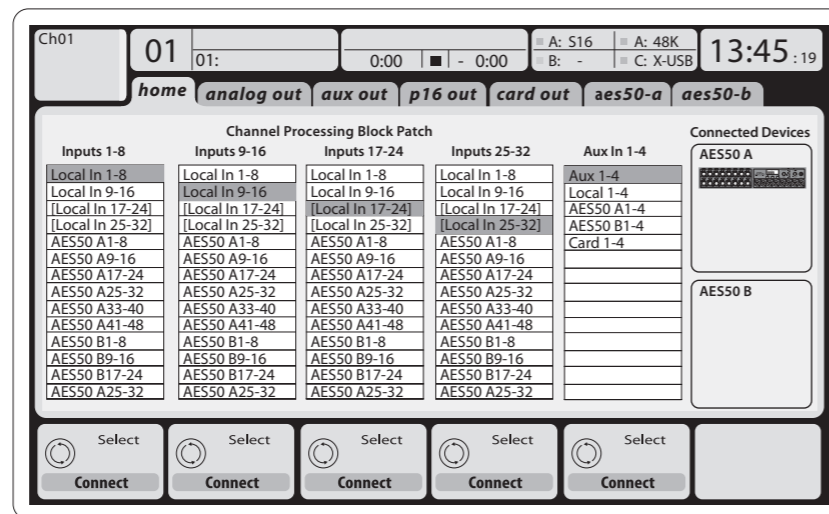 Ch01
01
01:
0:00 - 0:00
A: S16
B: -
A: 48K
C: X-USB
13:45 :19
home analog out aux out p16 out card out aes50-a aes50-b
Channel Processing Block Patch
Connected Devices
Inputs 1-8 Inputs 9-16 Inputs 17-24 Inputs 25-32 Aux In 1-4
AES50 A
Local In 1-8 Local In 1-8 Local In 1-8 Local In 1-8 Aux 1-4
Local In 9-16 Local In 9-16 Local In 9-16 Local In 9-16 Local 1-4
[Local In 17-24] [Local In 17-24] [Local In 17-24] [Local In 17-24] AES50 A1-4
[Local In 25-32] [Local In 25-32] [Local In 25-32] [Local In 25-32] AES50 B1-4
AES50 A1-8 AES50 A1-8 AES50 A1-8 AES50 A1-8 Card 1-4
AES50 A9-16 AES50 A9-16 AES50 A9-16 AES50 A9-16
AES50 A17-24 AES50 A17-24 AES50 A17-24 AES50 A17-24
AES50 A25-32 AES50 A25-32 AES50 A25-32 AES50 A25-32
AES50 B
AES50 A33-40 AES50 A33-40 AES50 A33-40 AES50 A33-40
AES50 A41-48 AES50 A41-48 AES50 A41-48 AES50 A41-48
AES50 B1-8 AES50 B1-8 AES50 B1-8 AES50 B1-8
AES50 B9-16 AES50 B9-16 AES50 B9-16 AES50 B9-16
AES50 B17-24 AES50 B17-24 AES50 B17-24 AES50 B17-24
AES50 A25-32 AES50 A25-32 AES50 A25-32 AES50 A25-32
Select Select Select Select Select
Connect Connect Connect Connect Connect